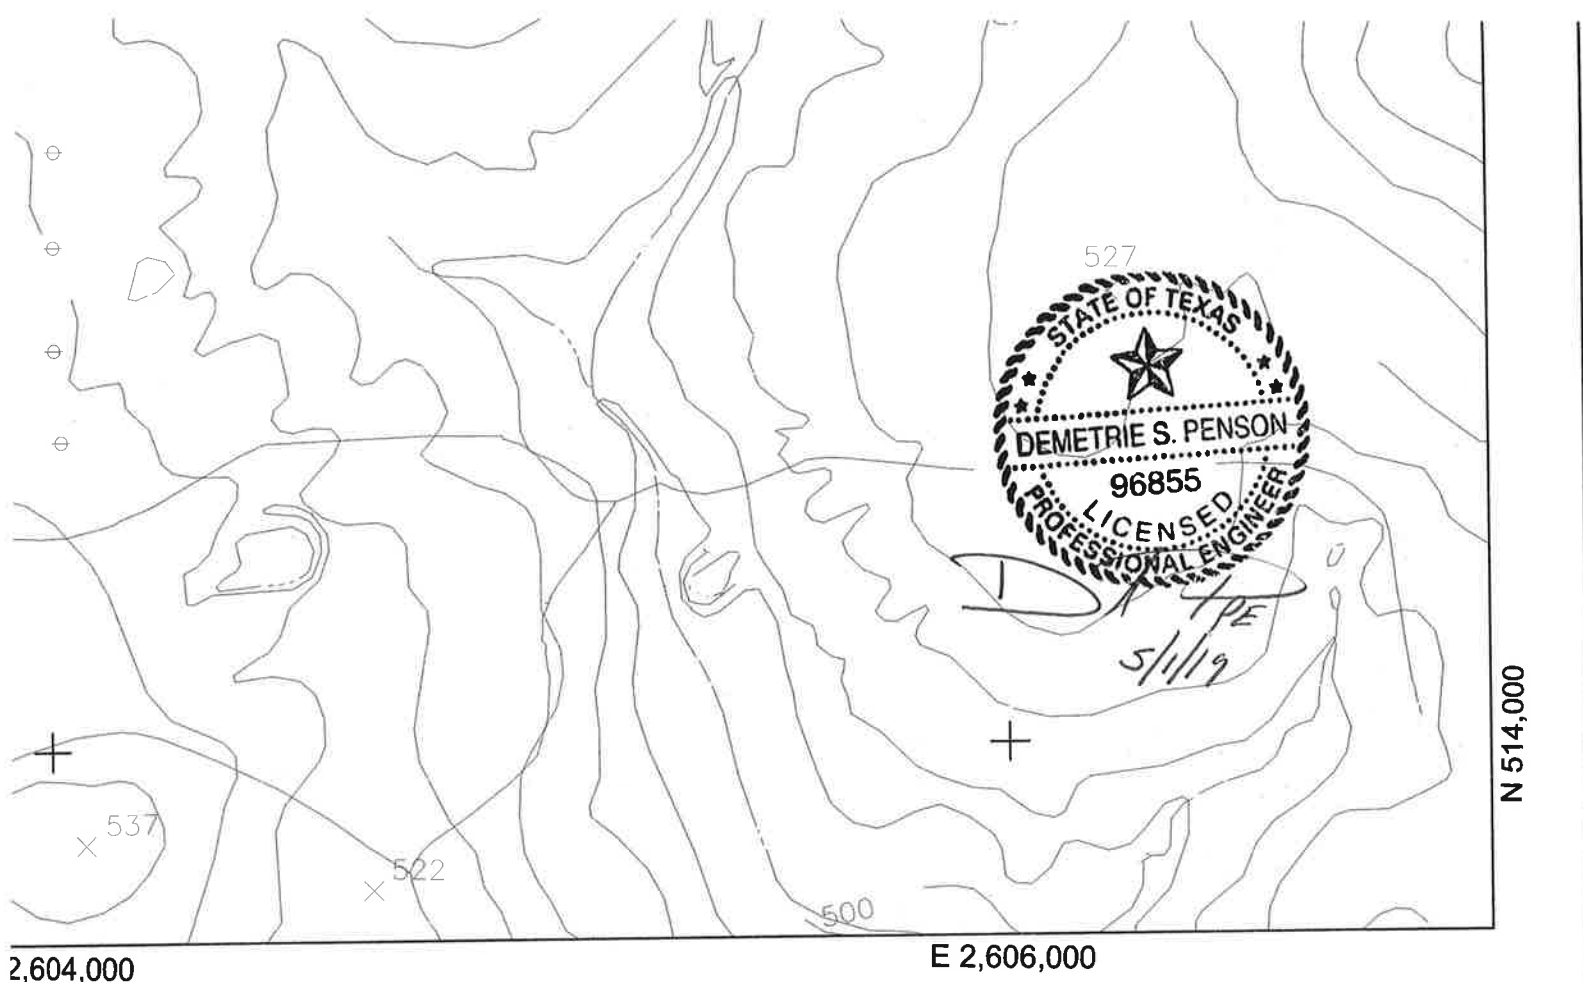 527
STATE OF TEXAS
DEMETRIE S. PENSON
96855
LICENSED
PROFESSIONAL ENGINEER
PE
5/1/19
N 514,000
537
522
500
2,604,000
E 2,606,000